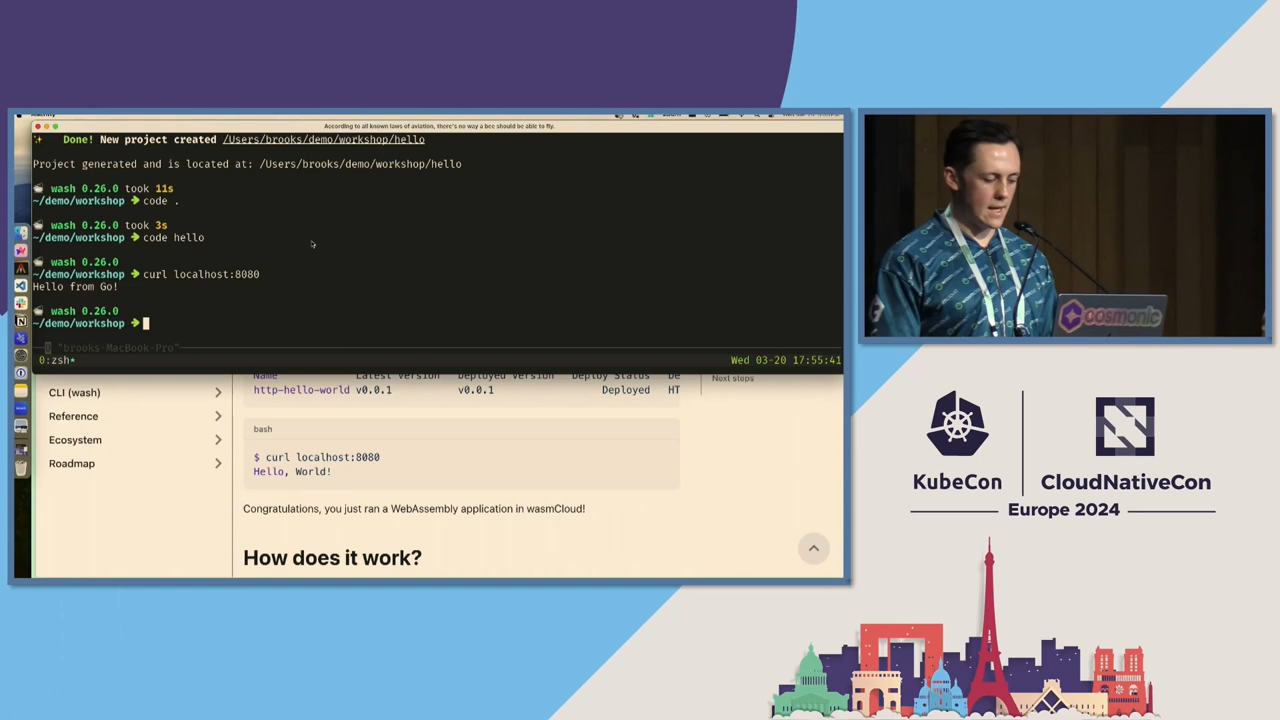 According to all known laws of aviation, there's no way a bee should be able to fly.
Done! New project created /Users/brooks/demo/workshop/hello
Project generated and is located at: /Users/brooks/demo/workshop/hello
wash 0.26.0 took 11s
~/demo/workshop code .
wash 0.26.0 took 3s
~/demo/workshop code hello
wash 0.26.0
~/demo/workshop curl localhost:8080
Hello from Go!
wash 0.26.0
~/demo/workshop
"brooks-MacBook-Pro"
0:zsh* Wed 03-20 17:55:41
CLI (wash)
Reference
Ecosystem
Roadmap
Name Latest Version Deployed Version Deploy Status De
http-hello-world v0.0.1 v0.0.1 Deployed HT
Next steps
bash
$ curl localhost:8080
Hello, World!
Congratulations, you just ran a WebAssembly application in wasmCloud!
How does it work?
cosmonic
KubeCon
CloudNativeCon
Europe 2024